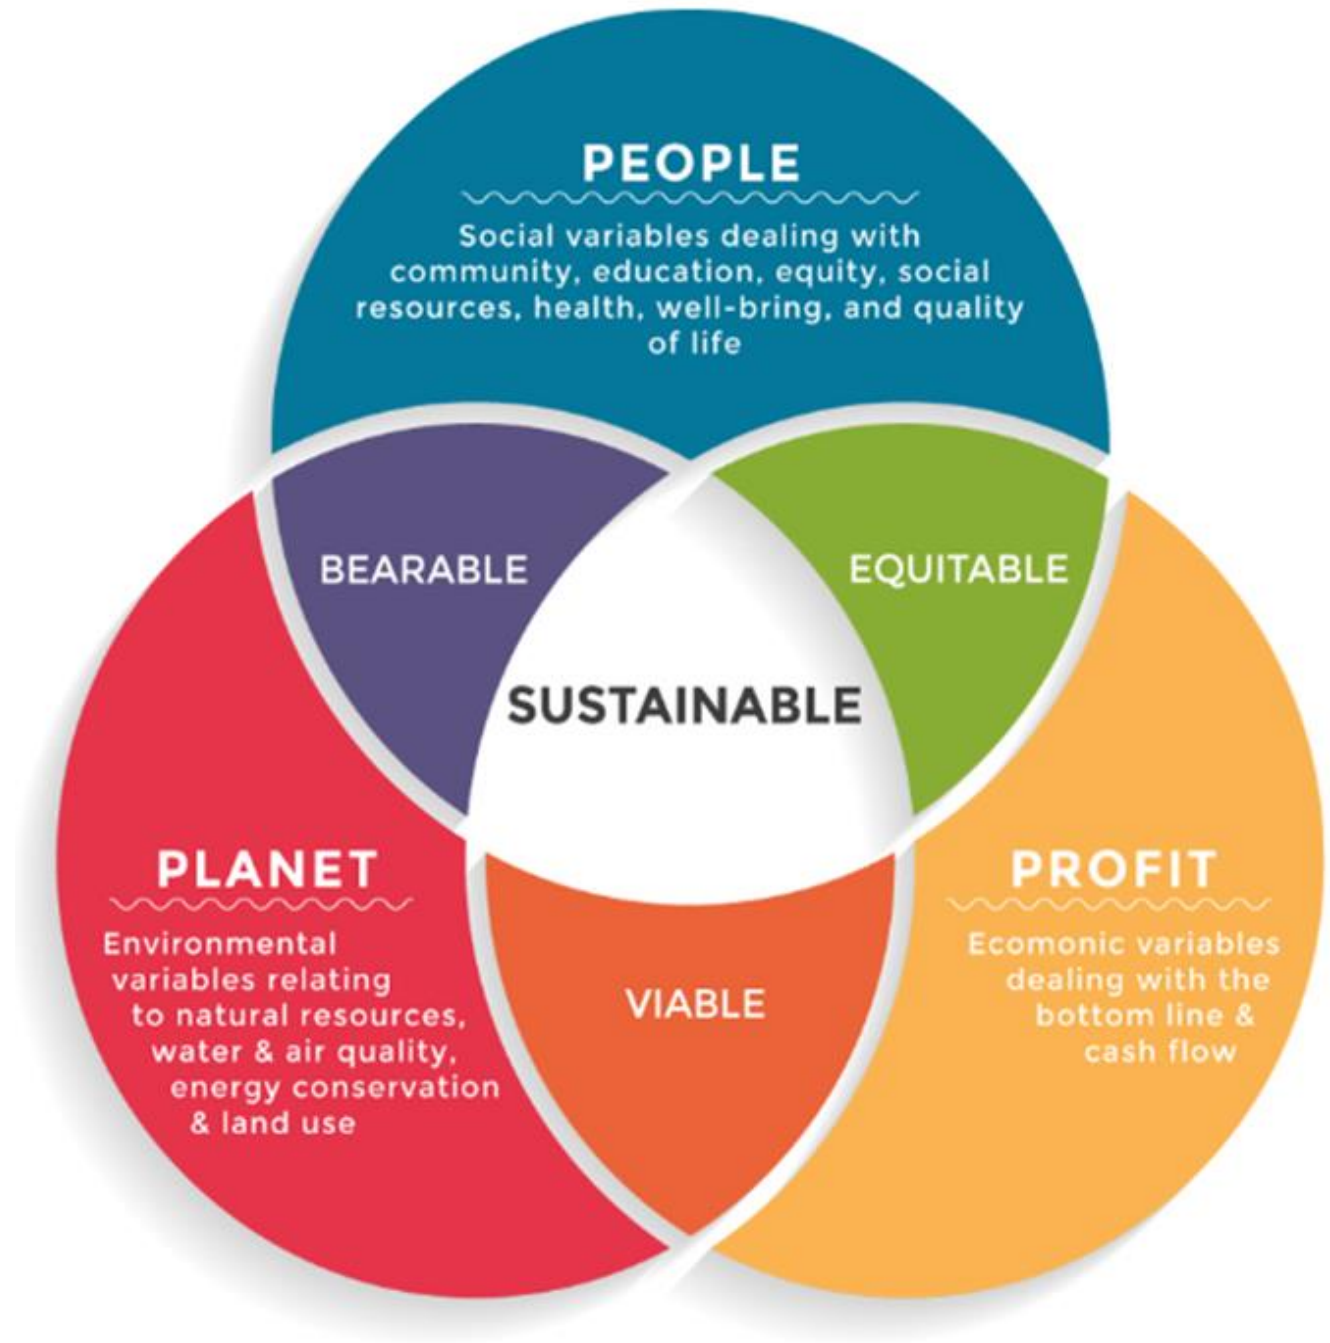 PEOPLE
Social variables dealing with
community, education, equity, social
resources, health, well-bring, and quality
of life
BEARABLE
EQUITABLE
SUSTAINABLE
PLANET
Environmental
variables relating
to natural resources,
water & air quality,
energy conservation
& land use
VIABLE
PROFIT
Ecomonic variables
dealing with the
bottom line &
cash flow